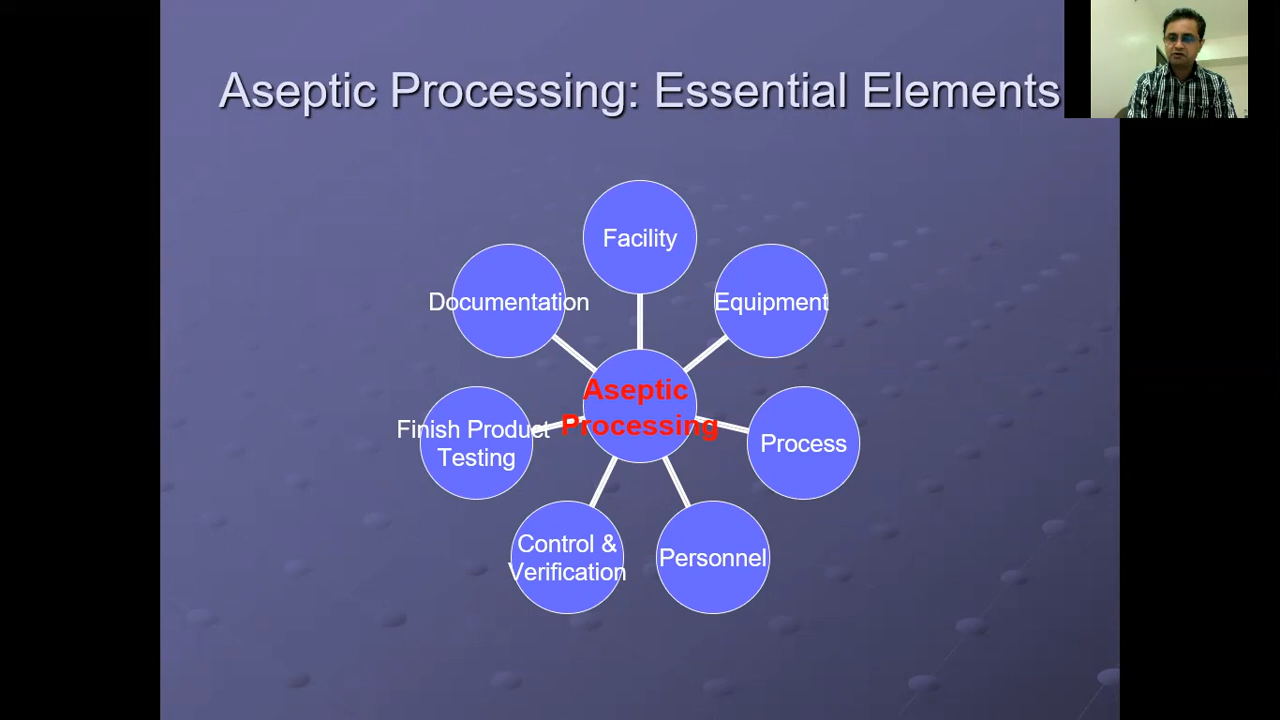 Aseptic Processing: Essential Elements
Facility
Equipment
Process
Personnel
Control &
Verification
Finish Product
Testing
Documentation
Aseptic
Processing